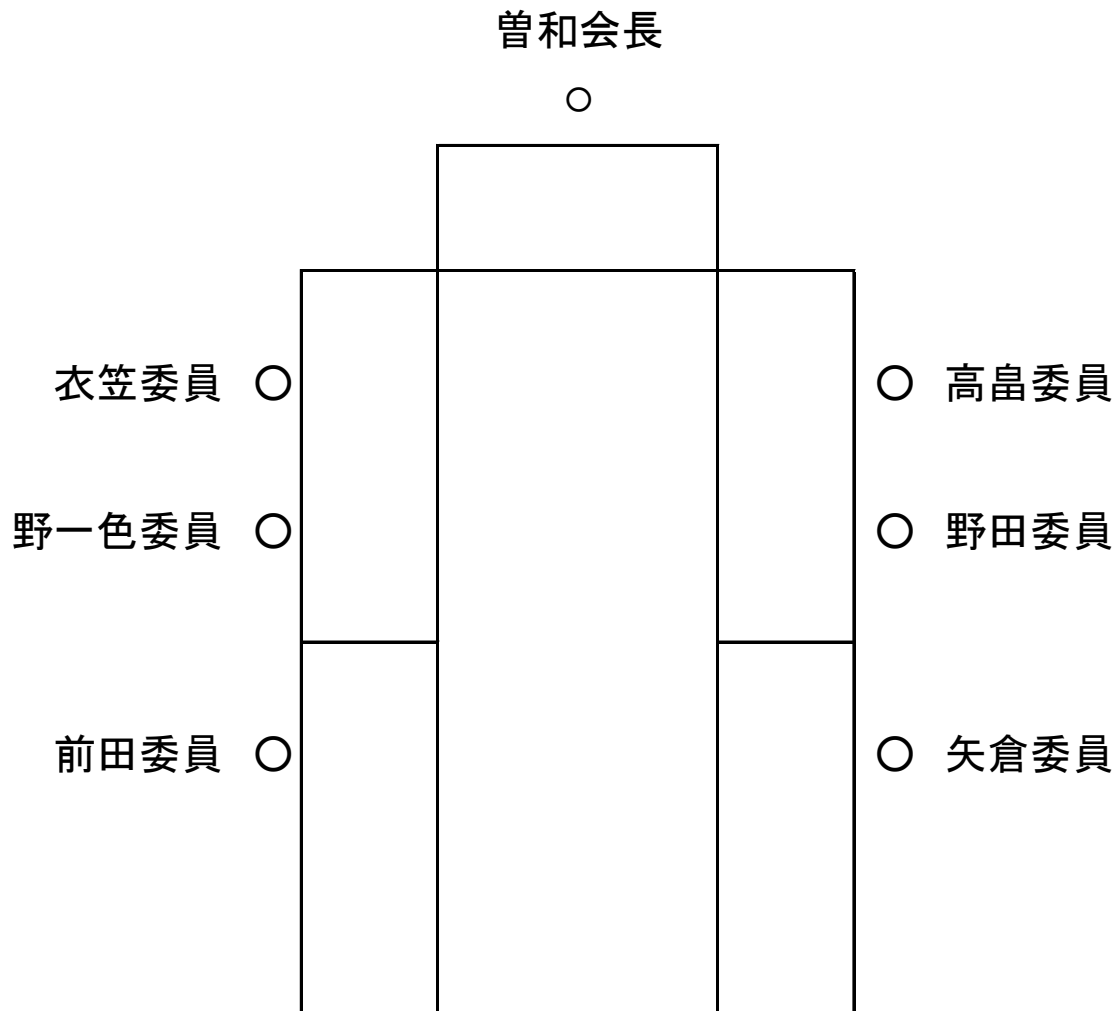 曽和会長
○
衣笠委員 ○ ○ 高畠委員
野一色委員 ○ ○ 野田委員
前田委員 ○ ○ 矢倉委員